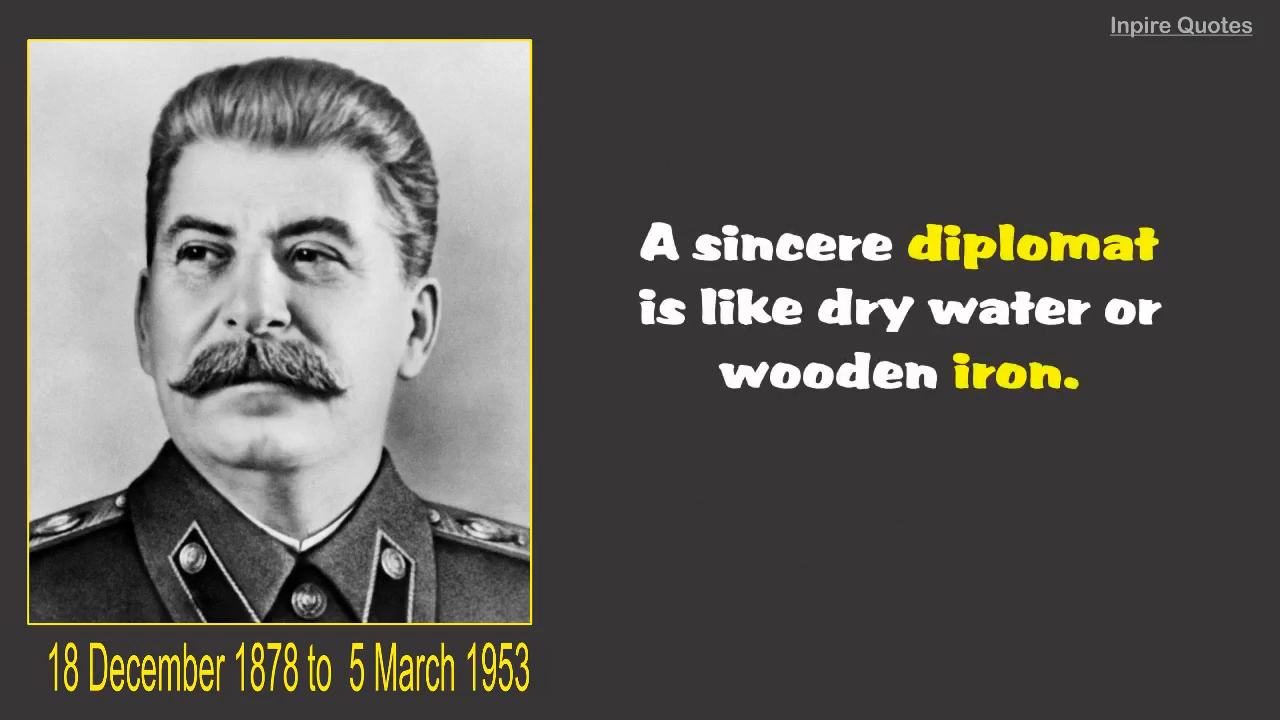 Inpire Quotes
A sincere diplomat
is like dry water or
wooden iron.
18 December 1878 to  5 March 1953